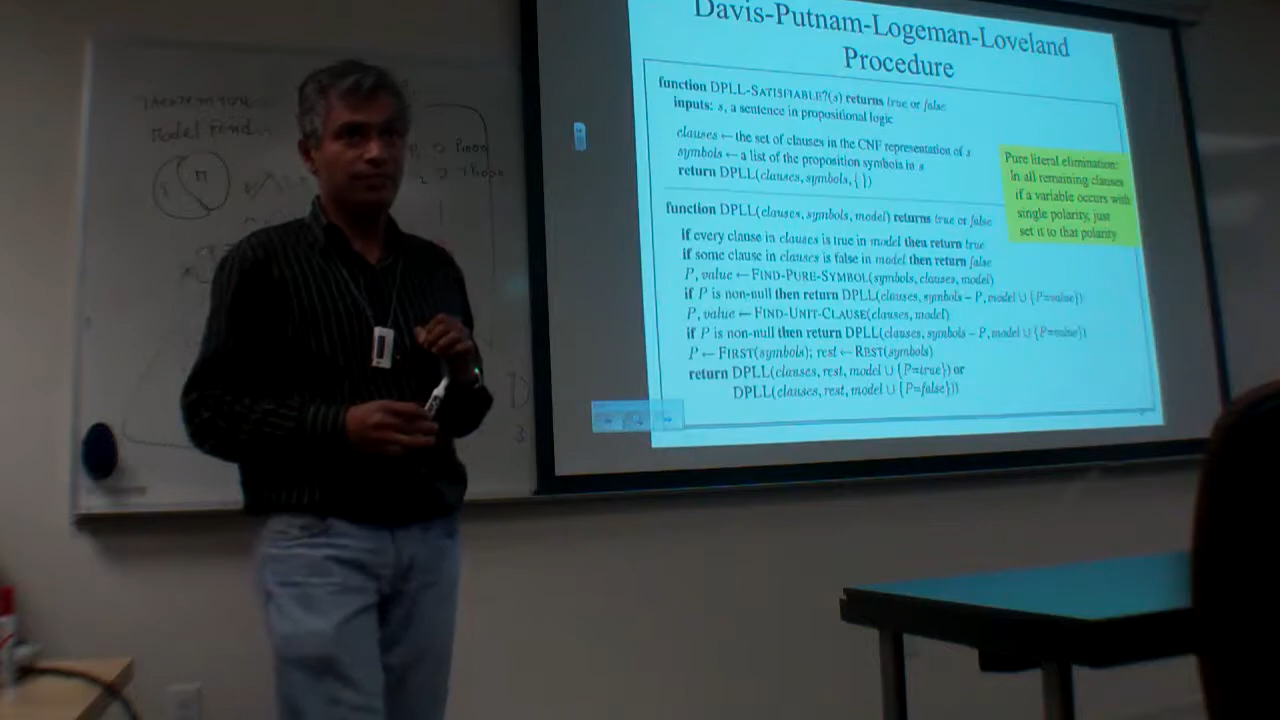 Davis-Putnam-Logeman-Loveland
Procedure
function DPLL-SATISFIABLE?(s) returns true or false
inputs: s, a sentence in propositional logic
clauses ← the set of clauses in the CNF representation of s
symbols ← a list of the proposition symbols in s
return DPLL(clauses, symbols, { })
function DPLL(clauses, symbols, model) returns true or false
if every clause in clauses is true in model then return true
if some clause in clauses is false in model then return false
P, value ← FIND-PURE-SYMBOL(symbols, clauses, model)
if P is non-null then return DPLL(clauses, symbols – P, model ∪ {P=value})
P, value ← FIND-UNIT-CLAUSE(clauses, model)
if P is non-null then return DPLL(clauses, symbols – P, model ∪ {P=value})
P ← FIRST(symbols); rest ← REST(symbols)
return DPLL(clauses, rest, model ∪ {P=true}) or
DPLL(clauses, rest, model ∪ {P=false}))
Pure literal elimination:
In all remaining clauses
if a variable occurs with
single polarity, just
set it to that polarity
Model Find